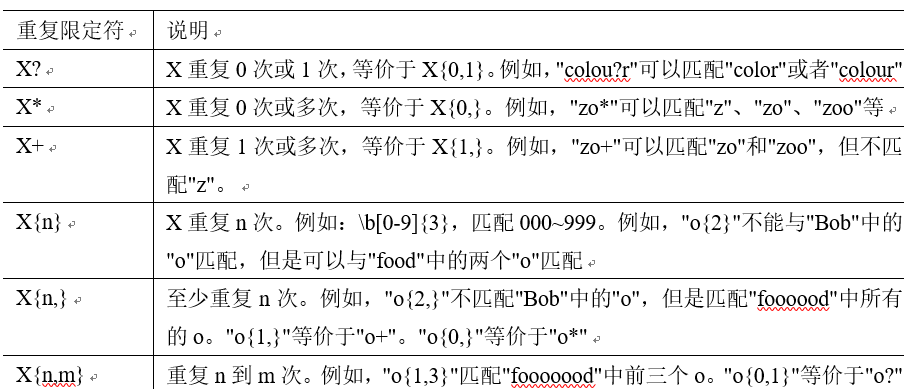 重复限定符 说明
X? X 重复 0 次或 1 次，等价于 X{0,1}。例如，"colou?r"可以匹配"color"或者"colour"
X* X 重复 0 次或多次，等价于 X{0,}。例如，"zo*"可以匹配"z"、"zo"、"zoo"等
X+ X 重复 1 次或多次，等价于 X{1,}。例如，"zo+"可以匹配"zo"和"zoo"，但不匹
配"z"。
X{n} X 重复 n 次。例如：\b[0-9]{3}，匹配 000~999。例如，"o{2}"不能与"Bob"中的
"o"匹配，但是可以与"food"中的两个"o"匹配
X{n,} 至少重复 n 次。例如，"o{2,}"不匹配"Bob"中的"o"，但是匹配"foooood"中所有
的 o。"o{1,}"等价于"o+"。"o{0,}"等价于"o*"
X{n,m} 重复 n 到 m 次。例如，"o{1,3}"匹配"fooooood"中前三个 o。"o{0,1}"等价于"o?"